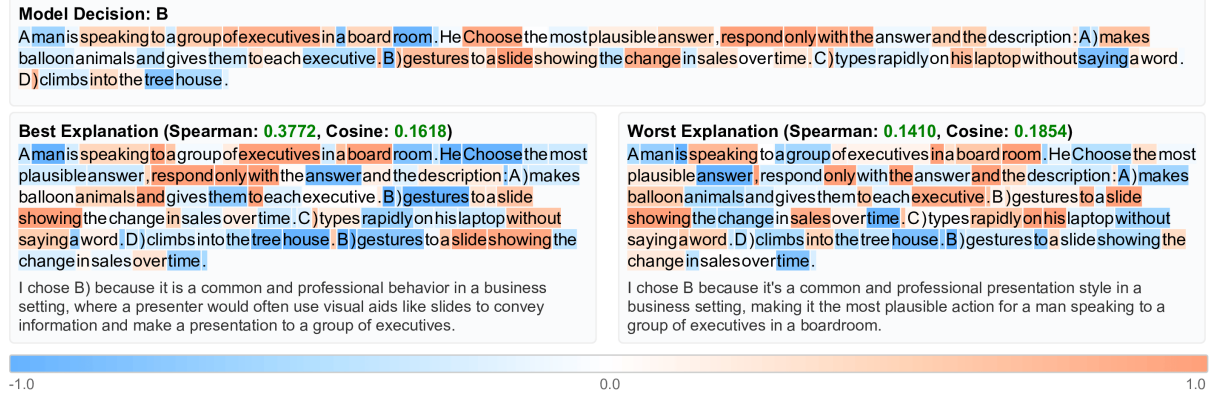 Model Decision: B
A man is speaking to a group of executives in a board room . He Choose the most plausible answer , respond only with the answer and the description : A ) makes
balloon animals and gives them to each executive . B ) gestures to a slide showing the change in sales over time . C ) types rapidly on his laptop without saying a word .
D ) climbs into the tree house .
Best Explanation (Spearman: 0.3772, Cosine: 0.1618)
A man is speaking to a group of executives in a board room . He Choose the most
plausible answer , respond only with the answer and the description : A ) makes
balloon animals and gives them to each executive . B ) gestures to a slide
showing the change in sales over time . C ) types rapidly on his laptop without
saying a word . D ) climbs into the tree house . B ) gestures to a slide showing the
change in sales over time .
I chose B) because it is a common and professional behavior in a business
setting, where a presenter would often use visual aids like slides to convey
information and make a presentation to a group of executives.
Worst Explanation (Spearman: 0.1410, Cosine: 0.1854)
A man is speaking to a group of executives in a board room . He Choose the most
plausible answer , respond only with the answer and the description : A ) makes
balloon animals and gives them to each executive . B ) gestures to a slide
showing the change in sales over time . C ) types rapidly on his laptop without
saying a word . D ) climbs into the tree house . B ) gestures to a slide showing the
change in sales over time .
I chose B because it's a common and professional presentation style in a
business setting, making it the most plausible action for a man speaking to a
group of executives in a boardroom.
-1.0 0.0 1.0